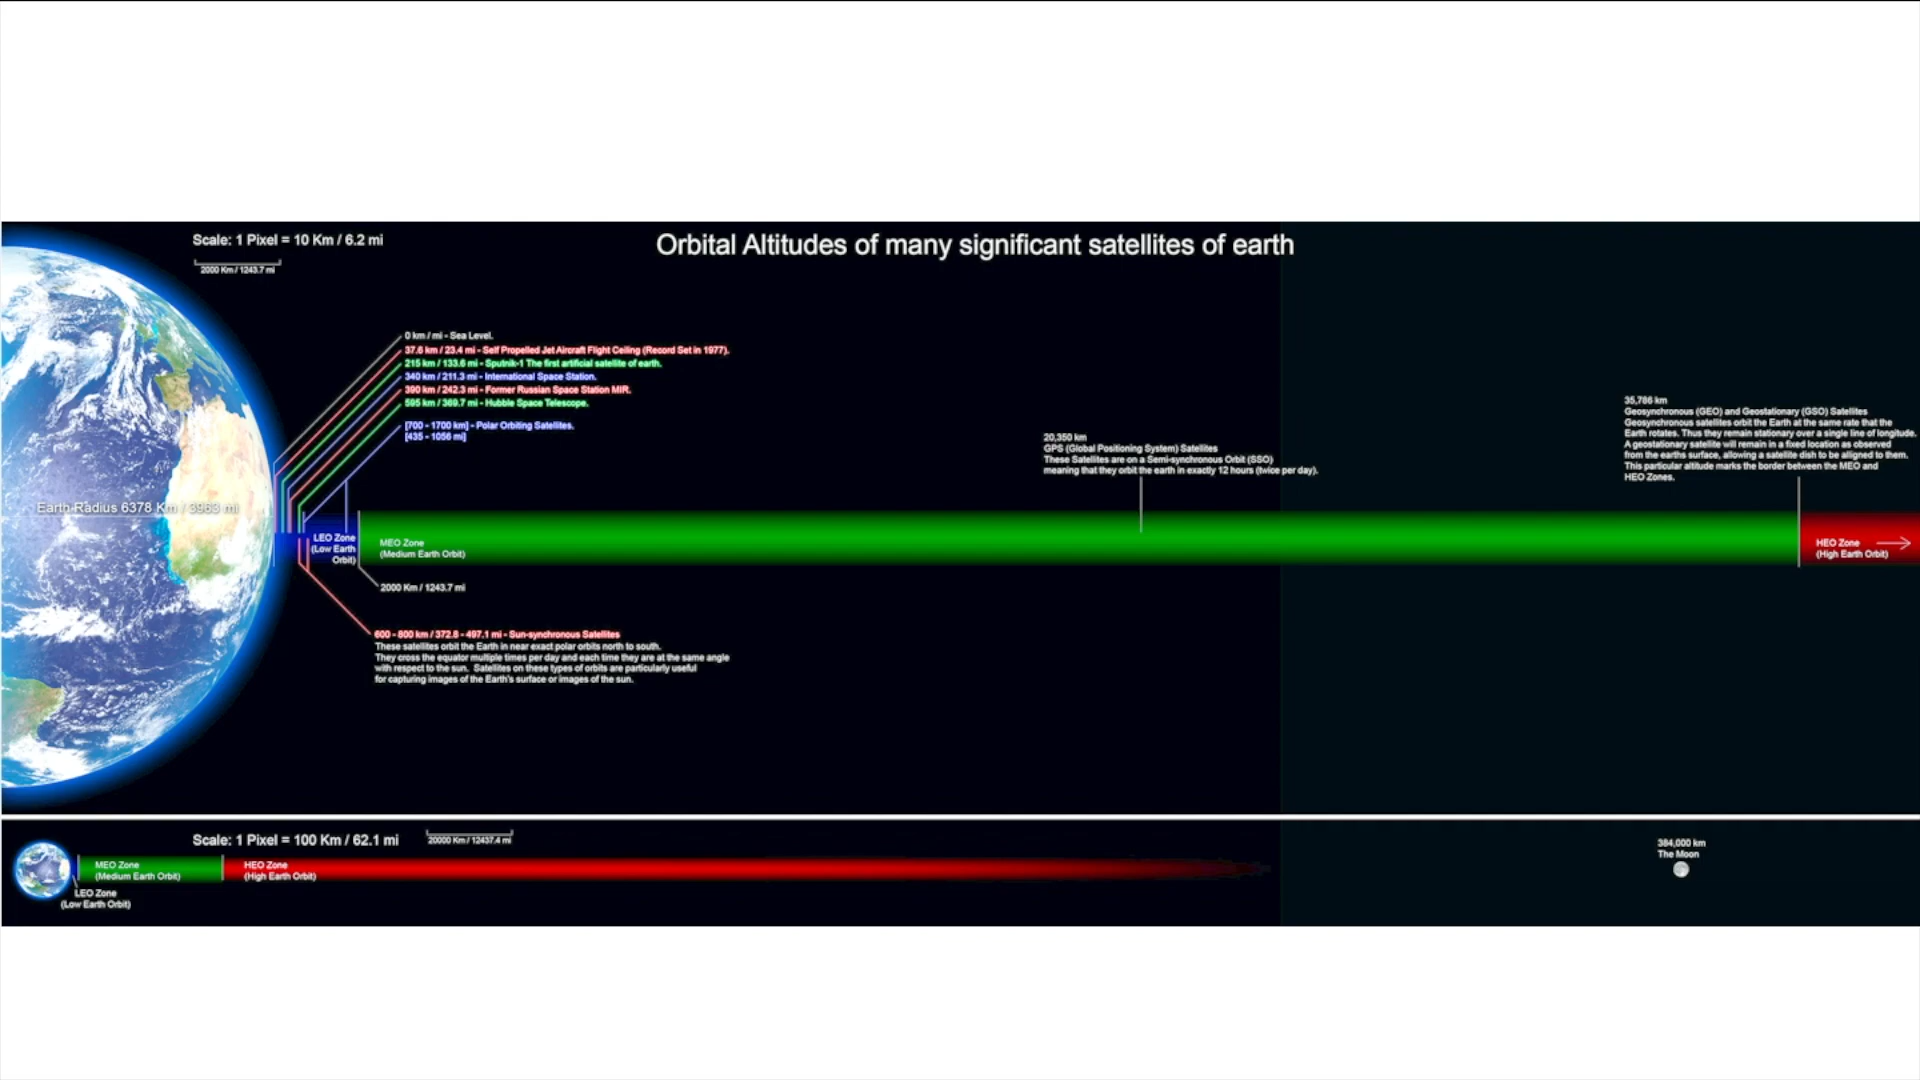 Scale: 1 Pixel = 10 Km / 6.2 mi
2000 Km / 1243.7 mi
Orbital Altitudes of many significant satellites of earth
0 km / mi - Sea Level.
37.6 km / 23.4 mi - Self Propelled Jet Aircraft Flight Ceiling (Record Set in 1977).
215 km / 133.6 mi - Sputnik-1 The first artificial satellite of earth.
340 km / 211.3 mi - International Space Station.
390 km / 242.3 mi - Former Russian Space Station MIR.
595 km / 369.7 mi - Hubble Space Telescope.
[700 - 1700 km] - Polar Orbiting Satellites.
[435 - 1056 mi]
20,350 km
GPS (Global Positioning System) Satellites
These Satellites are on a Semi-synchronous Orbit (SSO)
meaning that they orbit the earth in exactly 12 hours (twice per day).
35,786 km
Geosynchronous (GEO) and Geostationary (GSO) Satellites
Geosynchronous satellites orbit the Earth at the same rate that the
Earth rotates. Thus they remain stationary over a single line of longitude.
A geostationary satellite will remain in a fixed location as observed
from the earths surface, allowing a satellite dish to be aligned to them.
This particular altitude marks the border between the MEO and
HEO Zones.
Earth Radius 6378 Km / 3963 mi
LEO Zone
(Low Earth
Orbit)
MEO Zone
(Medium Earth Orbit)
HEO Zone
(High Earth Orbit)
2000 Km / 1243.7 mi
600 - 800 km / 372.8 - 497.1 mi - Sun-synchronous Satellites
These satellites orbit the Earth in near exact polar orbits north to south.
They cross the equator multiple times per day and each time they are at the same angle
with respect to the sun. Satellites on these types of orbits are particularly useful
for capturing images of the Earth's surface or images of the sun.
Scale: 1 Pixel = 100 Km / 62.1 mi
20000 Km / 12437.4 mi
MEO Zone
(Medium Earth Orbit)
HEO Zone
(High Earth Orbit)
LEO Zone
(Low Earth Orbit)
384,000 km
The Moon